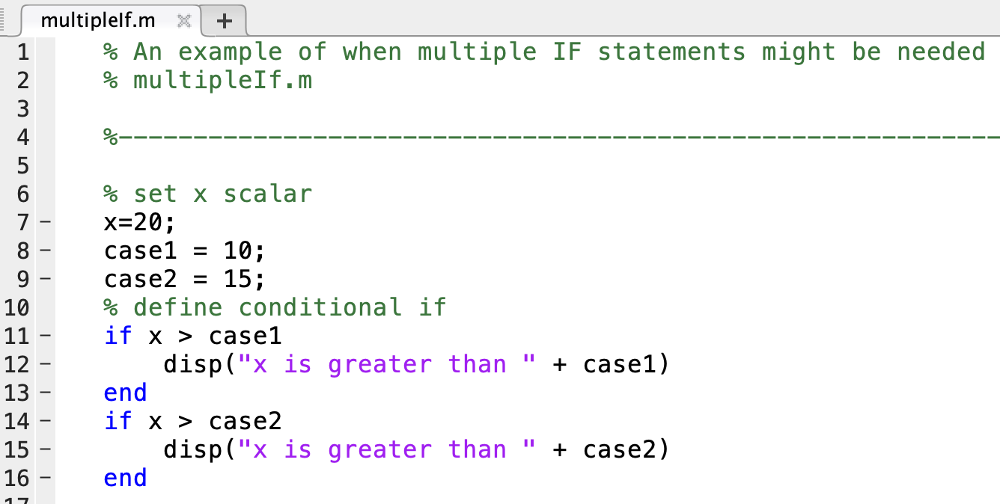 multipleIf.m
+
1 % An example of when multiple IF statements might be needed
2 % multipleIf.m
3
4 %-----------------------------------------------------------
5
6 % set x scalar
7 – x=20;
8 – case1 = 10;
9 – case2 = 15;
10 % define conditional if
11 – if x > case1
12 – disp("x is greater than " + case1)
13 – end
14 – if x > case2
15 – disp("x is greater than " + case2)
16 – end
17